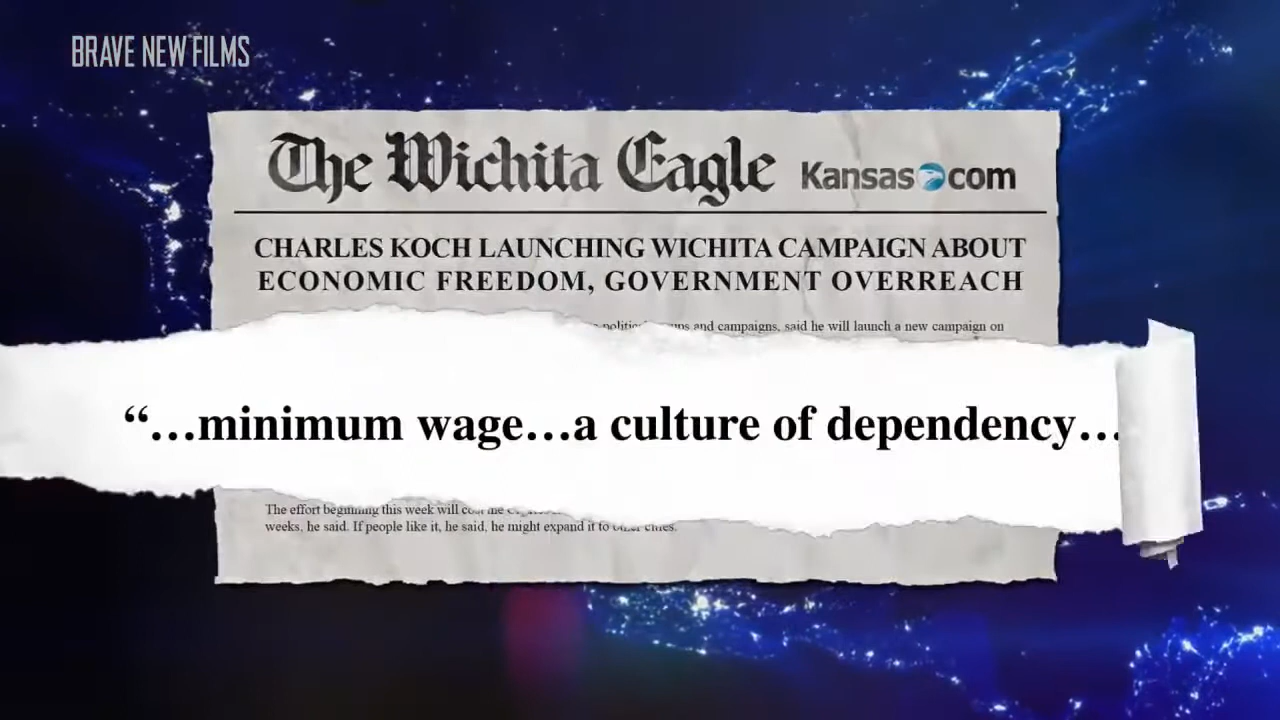 BRAVE NEW FILMS
The Wichita Eagle Kansas com
CHARLES KOCH LAUNCHING WICHITA CAMPAIGN ABOUT
ECONOMIC FREEDOM, GOVERNMENT OVERREACH
and campaigns, said he will launch a new campaign on
“…minimum wage…a culture of dependency…
The effort beginning this week will
weeks, he said. If people like it, he said, he might expand it to other cities.